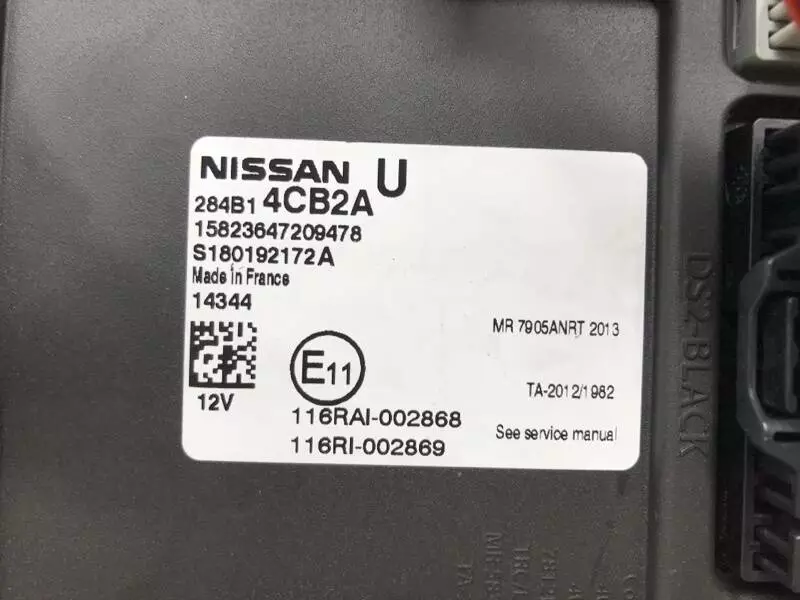 NISSAN U
284B1 4CB2A
15823647209478
S180192172A
Made in France
14344
MR 7905ANRT 2013
E11
TA-2012/1982
12V
116RAI-002868
See service manual
116RI-002869
DS2-BLACK